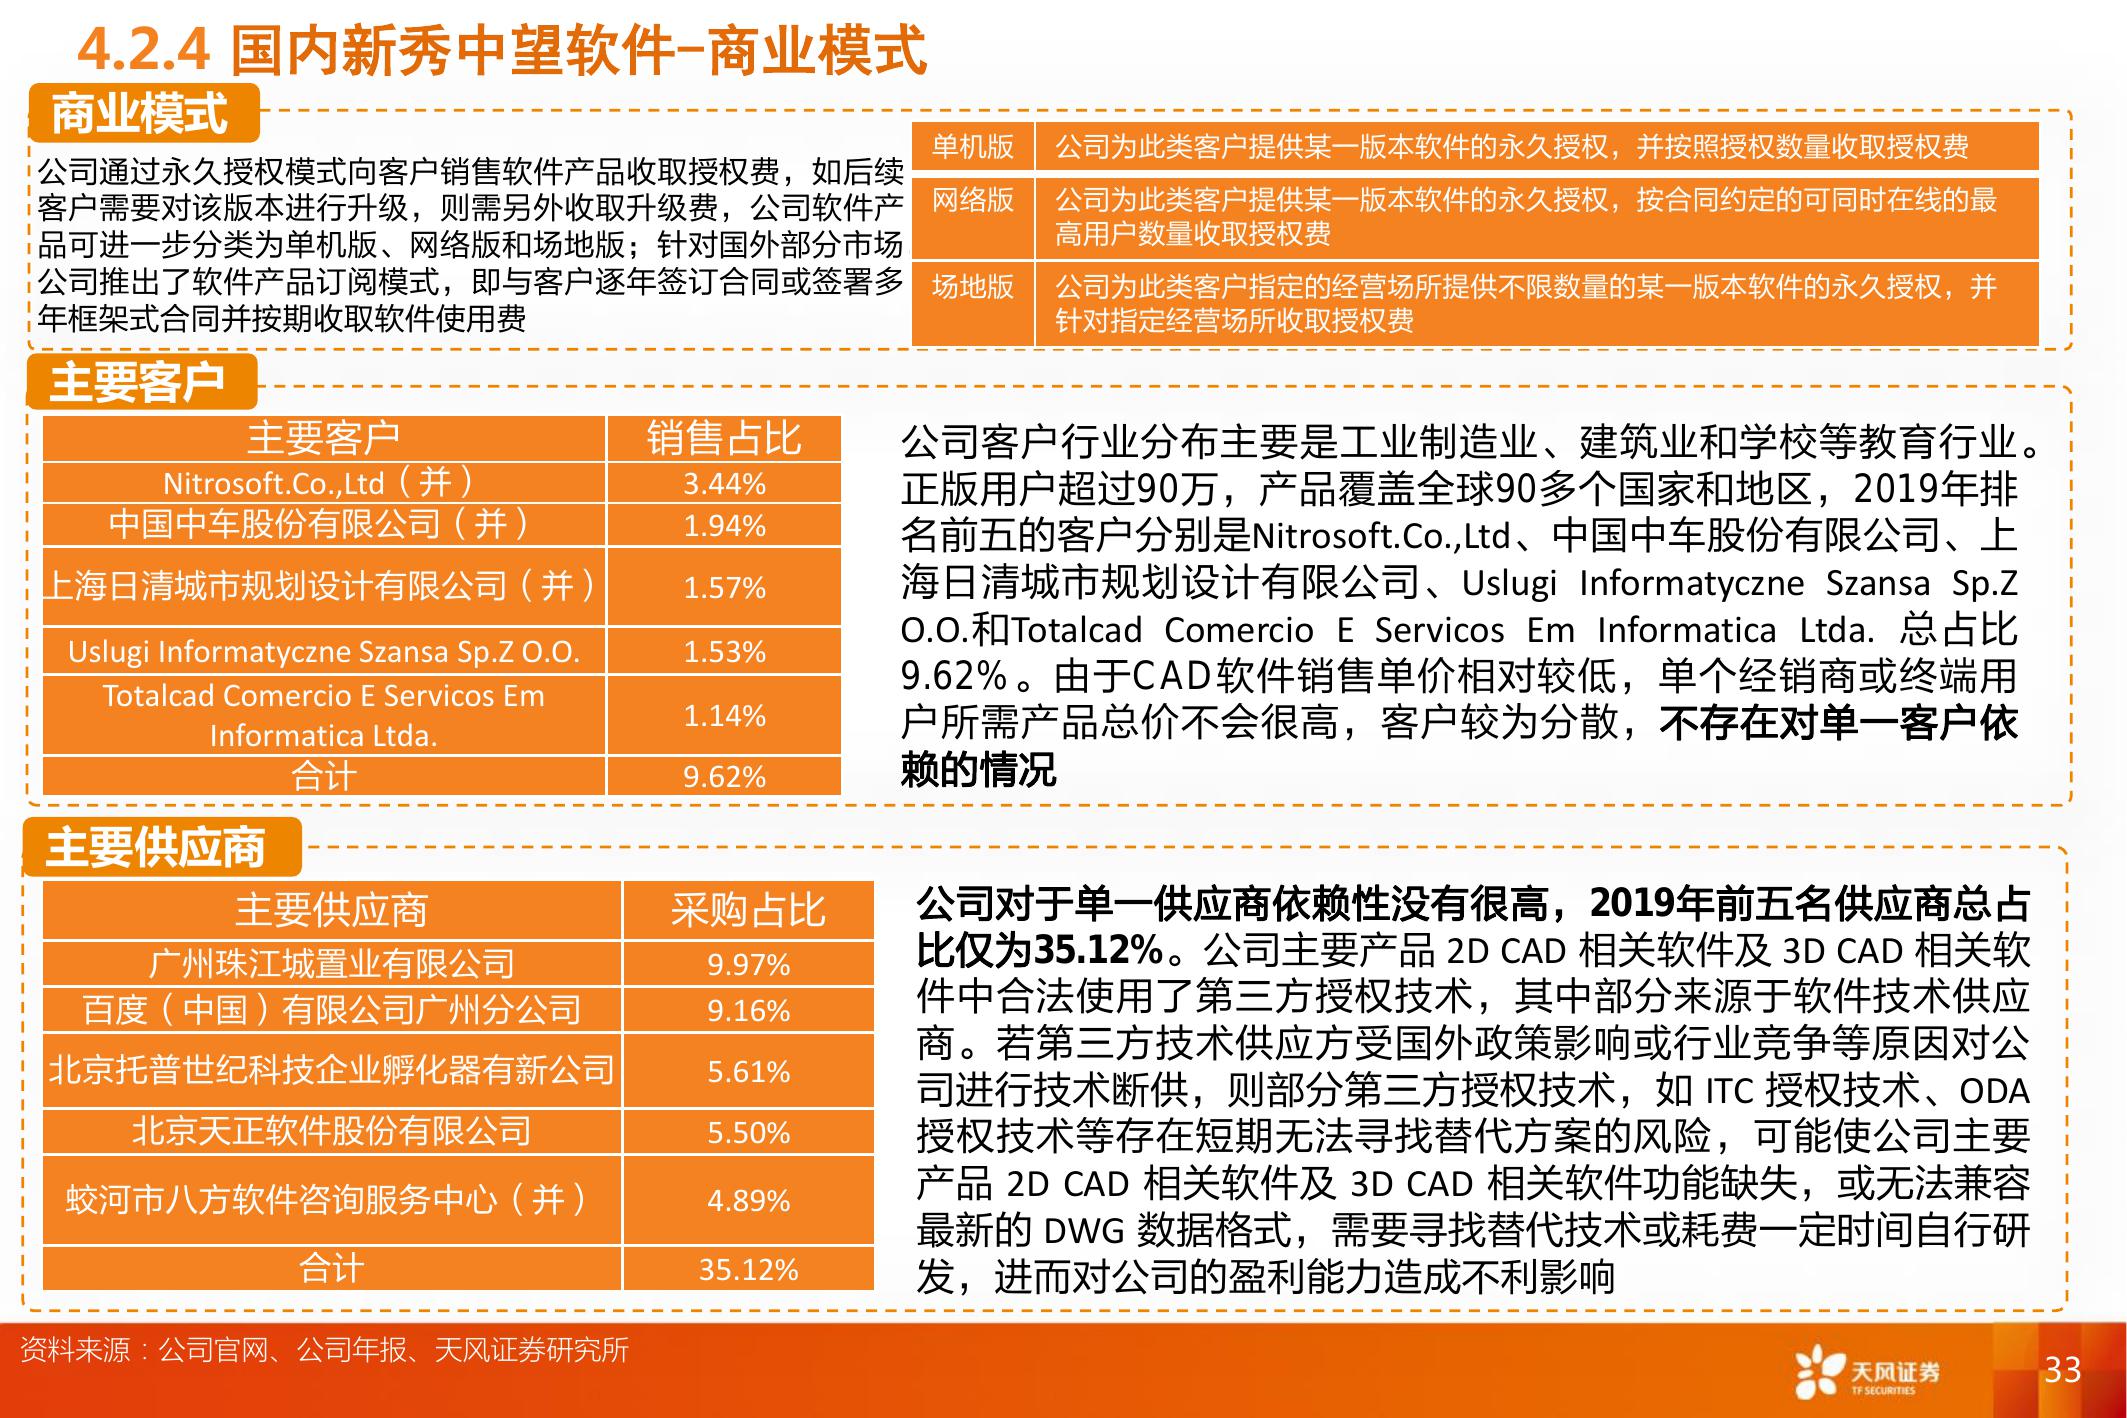 4.2.4 国内新秀中望软件-商业模式
商业模式
公司通过永久授权模式向客户销售软件产品收取授权费，如后续
客户需要对该版本进行升级，则需另外收取升级费，公司软件产
品可进一步分类为单机版、网络版和场地版；针对国外部分市场
公司推出了软件产品订阅模式，即与客户逐年签订合同或签署多
年框架式合同并按期收取软件使用费
单机版 公司为此类客户提供某一版本软件的永久授权，并按照授权数量收取授权费
网络版 公司为此类客户提供某一版本软件的永久授权，按合同约定的可同时在线的最
高用户数量收取授权费
场地版 公司为此类客户指定的经营场所提供不限数量的某一版本软件的永久授权，并
针对指定经营场所收取授权费
主要客户
主要客户 销售占比
Nitrosoft.Co.,Ltd（并） 3.44%
中国中车股份有限公司（并） 1.94%
上海日清城市规划设计有限公司（并） 1.57%
Uslugi Informatyczne Szansa Sp.Z O.O. 1.53%
Totalcad Comercio E Servicos Em
Informatica Ltda. 1.14%
合计 9.62%
公司客户行业分布主要是工业制造业、建筑业和学校等教育行业。
正版用户超过90万，产品覆盖全球90多个国家和地区，2019年排
名前五的客户分别是Nitrosoft.Co.,Ltd、中国中车股份有限公司、上
海日清城市规划设计有限公司、Uslugi Informatyczne Szansa Sp.Z
O.O.和Totalcad Comercio E Servicos Em Informatica Ltda. 总占比
9.62%。由于CAD软件销售单价相对较低，单个经销商或终端用
户所需产品总价不会很高，客户较为分散，不存在对单一客户依
赖的情况
主要供应商
主要供应商 采购占比
广州珠江城置业有限公司 9.97%
百度（中国）有限公司广州分公司 9.16%
北京托普世纪科技企业孵化器有新公司 5.61%
北京天正软件股份有限公司 5.50%
蛟河市八方软件咨询服务中心（并） 4.89%
合计 35.12%
公司对于单一供应商依赖性没有很高，2019年前五名供应商总占
比仅为35.12%。公司主要产品 2D CAD 相关软件及 3D CAD 相关软
件中合法使用了第三方授权技术，其中部分来源于软件技术供应
商。若第三方技术供应方受国外政策影响或行业竞争等原因对公
司进行技术断供，则部分第三方授权技术，如 ITC 授权技术、ODA
授权技术等存在短期无法寻找替代方案的风险，可能使公司主要
产品 2D CAD 相关软件及 3D CAD 相关软件功能缺失，或无法兼容
最新的 DWG 数据格式，需要寻找替代技术或耗费一定时间自行研
发，进而对公司的盈利能力造成不利影响
资料来源：公司官网、公司年报、天风证券研究所
天风证券
TF SECURITIES
33